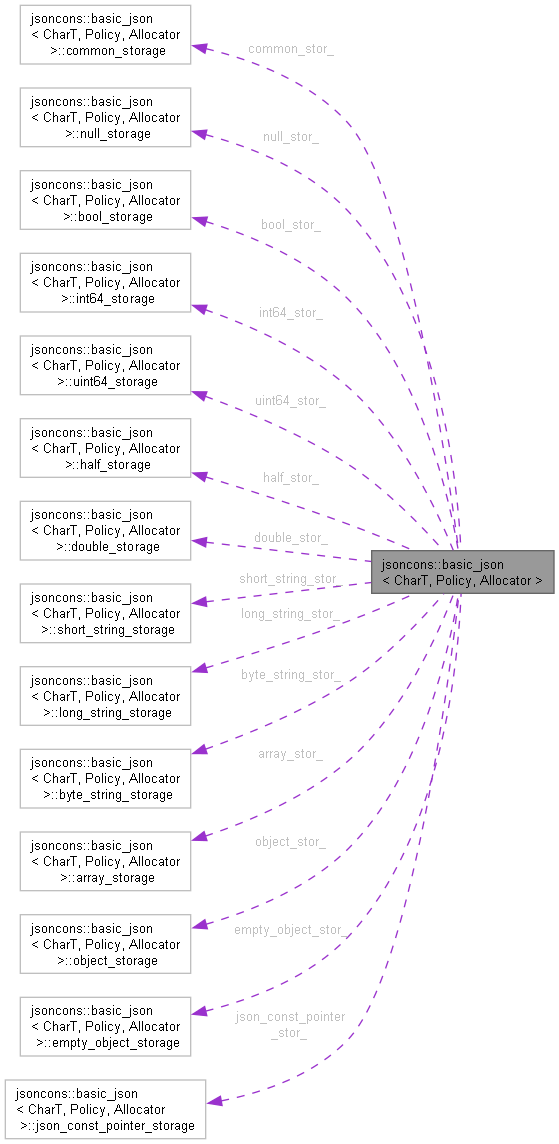 jsoncons::basic_json
< CharT, Policy, Allocator
>::common_storage
common_stor_
jsoncons::basic_json
< CharT, Policy, Allocator
>::null_storage
null_stor_
jsoncons::basic_json
< CharT, Policy, Allocator
>::bool_storage
bool_stor_
jsoncons::basic_json
< CharT, Policy, Allocator
>::int64_storage
int64_stor_
jsoncons::basic_json
< CharT, Policy, Allocator
>::uint64_storage
uint64_stor_
jsoncons::basic_json
< CharT, Policy, Allocator
>::half_storage
half_stor_
jsoncons::basic_json
< CharT, Policy, Allocator
>::double_storage
double_stor_
jsoncons::basic_json
< CharT, Policy, Allocator >
jsoncons::basic_json
< CharT, Policy, Allocator
>::short_string_storage
short_string_stor_
jsoncons::basic_json
< CharT, Policy, Allocator
>::long_string_storage
long_string_stor_
jsoncons::basic_json
< CharT, Policy, Allocator
>::byte_string_storage
byte_string_stor_
jsoncons::basic_json
< CharT, Policy, Allocator
>::array_storage
array_stor_
jsoncons::basic_json
< CharT, Policy, Allocator
>::object_storage
object_stor_
jsoncons::basic_json
< CharT, Policy, Allocator
>::empty_object_storage
empty_object_stor_
jsoncons::basic_json
< CharT, Policy, Allocator
>::json_const_pointer_storage
json_const_pointer
_stor_